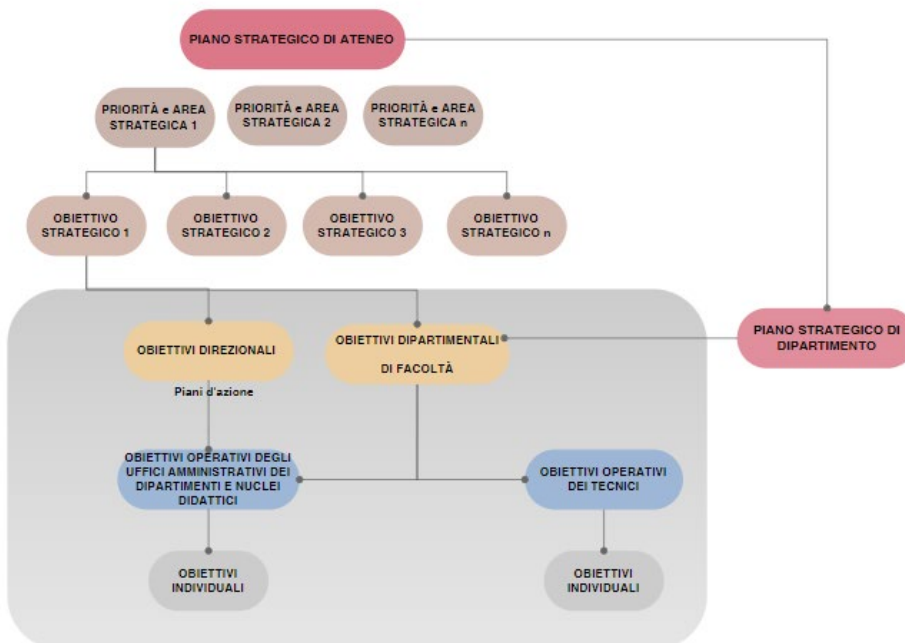 PIANO STRATEGICO DI ATENEO
PRIORITÀ e AREA
STRATEGICA 1
PRIORITÀ e AREA
STRATEGICA 2
PRIORITÀ e AREA
STRATEGICA n
OBIETTIVO
STRATEGICO 1
OBIETTIVO
STRATEGICO 2
OBIETTIVO
STRATEGICO 3
OBIETTIVO
STRATEGICO n
OBIETTIVI DIREZIONALI
OBIETTIVI DIPARTIMENTALI
DI FACOLTÀ
PIANO STRATEGICO DI
DIPARTIMENTO
Piani d'azione
OBIETTIVI OPERATIVI DEGLI
UFFICI AMMINISTRATIVI DEI
DIPARTIMENTI E NUCLEI
DIDATTICI
OBIETTIVI OPERATIVI
DEI TECNICI
OBIETTIVI
INDIVIDUALI
OBIETTIVI
INDIVIDUALI